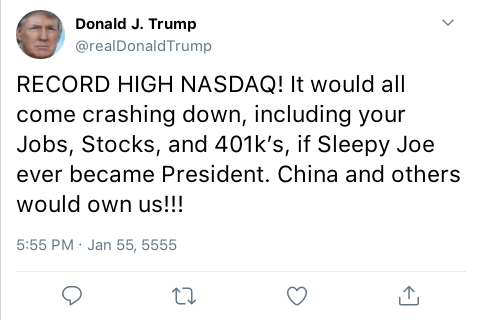 Donald J. Trump
@realDonaldTrump
RECORD HIGH NASDAQ! It would all
come crashing down, including your
Jobs, Stocks, and 401k’s, if Sleepy Joe
ever became President. China and others
would own us!!!
5:55 PM · Jan 55, 5555